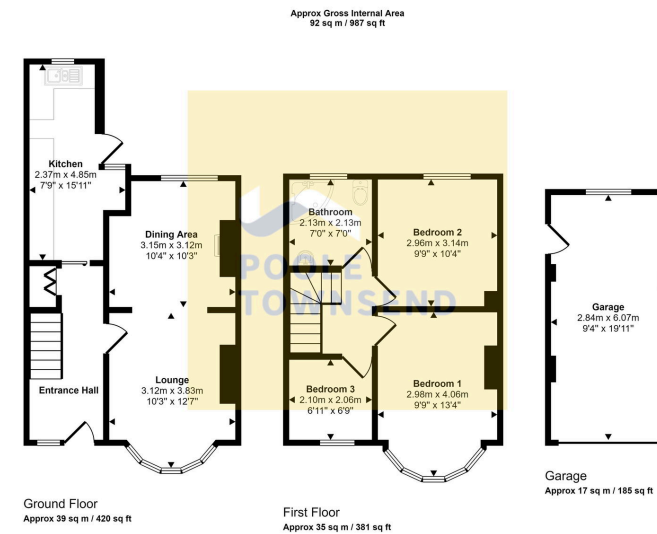 Approx Gross Internal Area
92 sq m / 987 sq ft
Kitchen
2.37m x 4.85m
7'9" x 15'11"
Dining Area
3.15m x 3.12m
10'4" x 10'3"
Lounge
3.12m x 3.83m
10'3" x 12'7"
Entrance Hall
Ground Floor
Approx 39 sq m / 420 sq ft
Bathroom
2.13m x 2.13m
7'0" x 7'0"
Bedroom 2
2.96m x 3.14m
9'9" x 10'4"
Bedroom 3
2.10m x 2.06m
6'11" x 6'9"
Bedroom 1
2.98m x 4.06m
9'9" x 13'4"
First Floor
Approx 35 sq m / 381 sq ft
Garage
2.84m x 6.07m
9'4" x 19'11"
Garage
Approx 17 sq m / 185 sq ft
POOLE
TOWNSEND